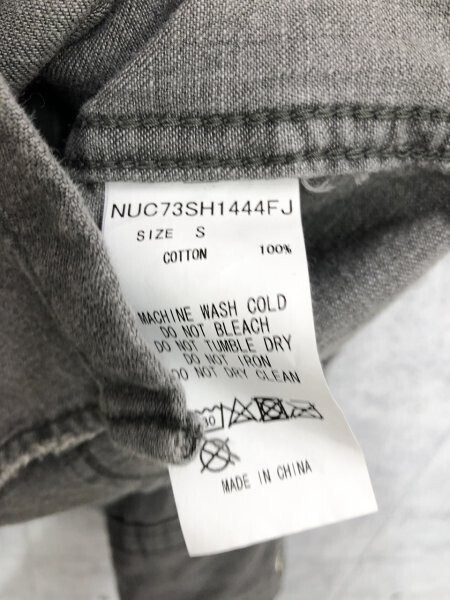 NUC73SH1444FJ
SIZE S
COTTON 100%
MACHINE WASH COLD
DO NOT BLEACH
DO NOT TUMBLE DRY
DO NOT IRON
DO NOT DRY CLEAN
30
MADE IN CHINA